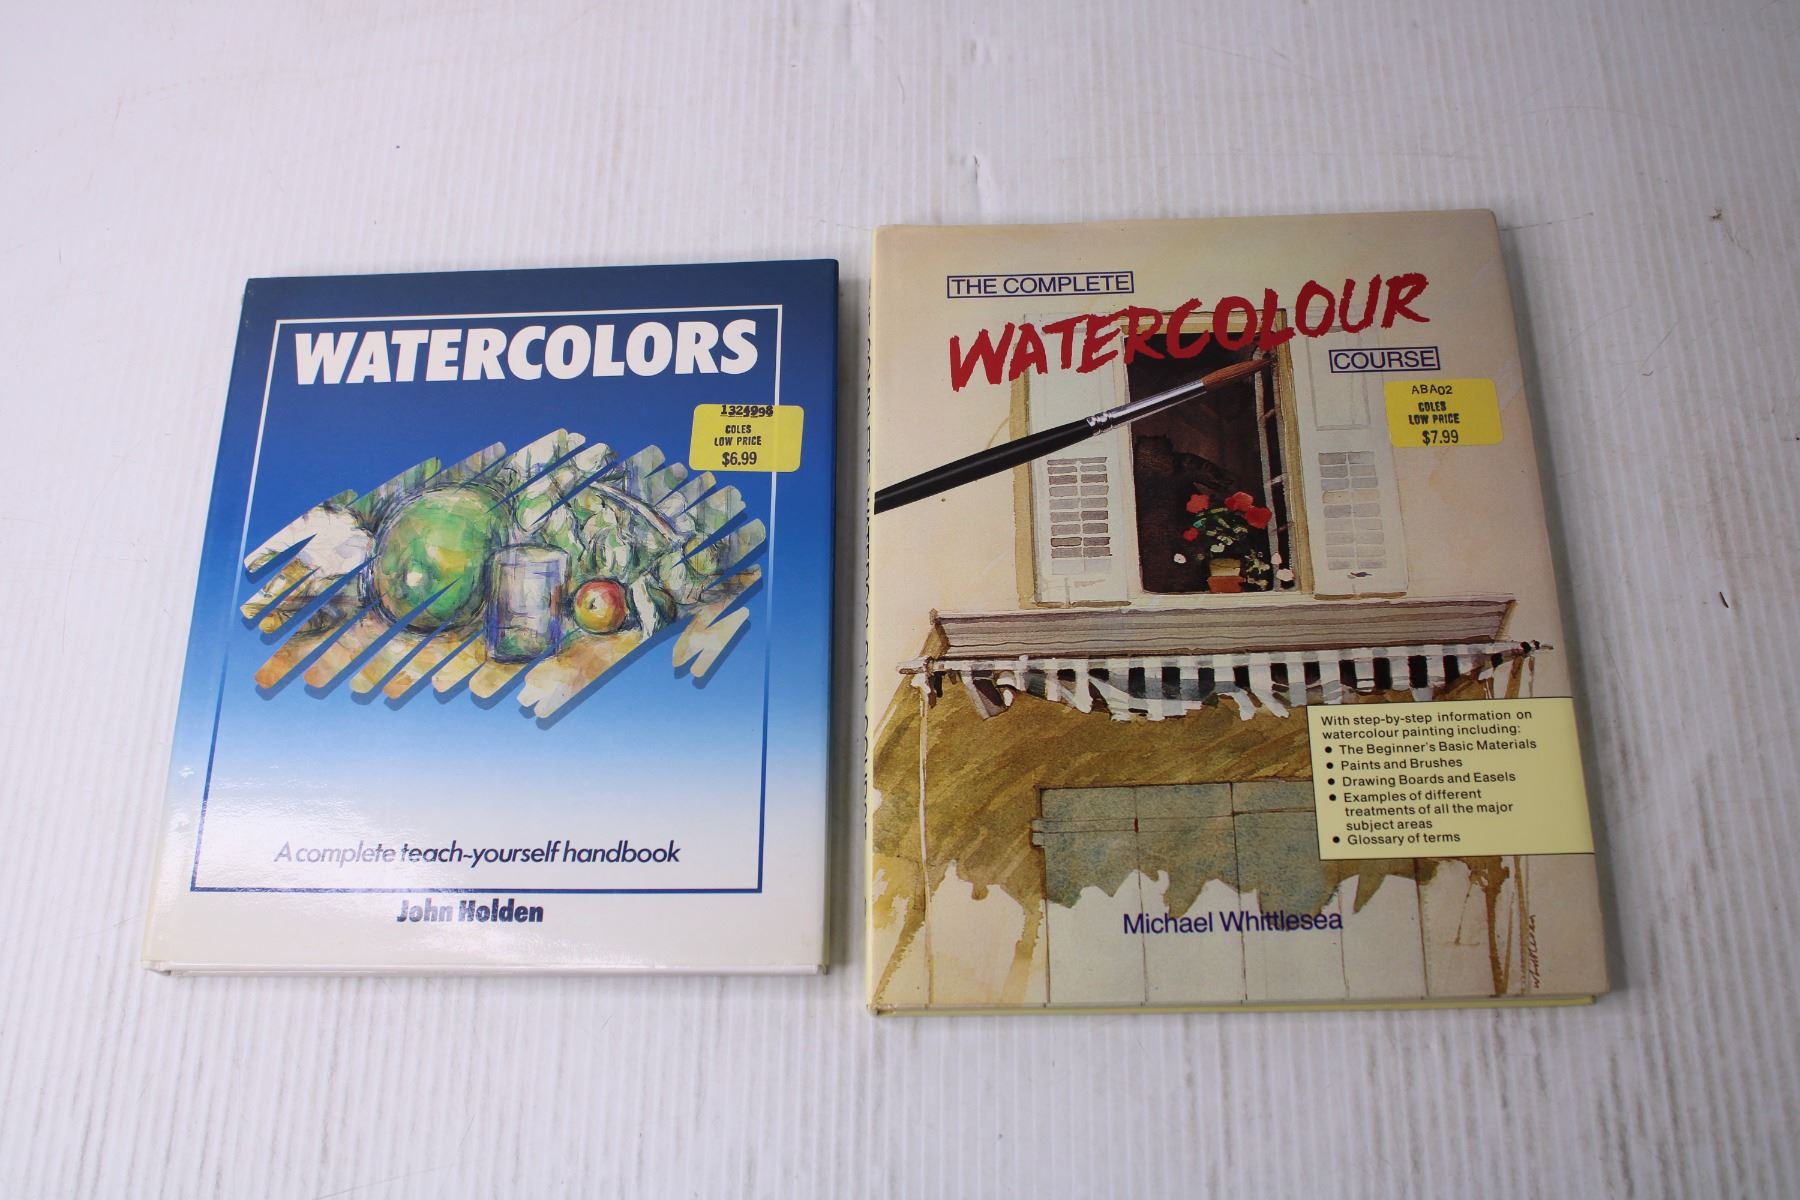 WATERCOLORS
COLES
LOW PRICE
$6.99
A complete teach-yourself handbook
John Holden
THE COMPLETE
WATERCOLOUR
COURSE
ABA02
COLES
LOW PRICE
$7.99
With step-by-step information on
watercolour painting including:
• The Beginner's Basic Materials
• Paints and Brushes
• Drawing Boards and Easels
• Examples of different
treatments of all the major
subject areas
• Glossary of terms
Michael Whittlesea